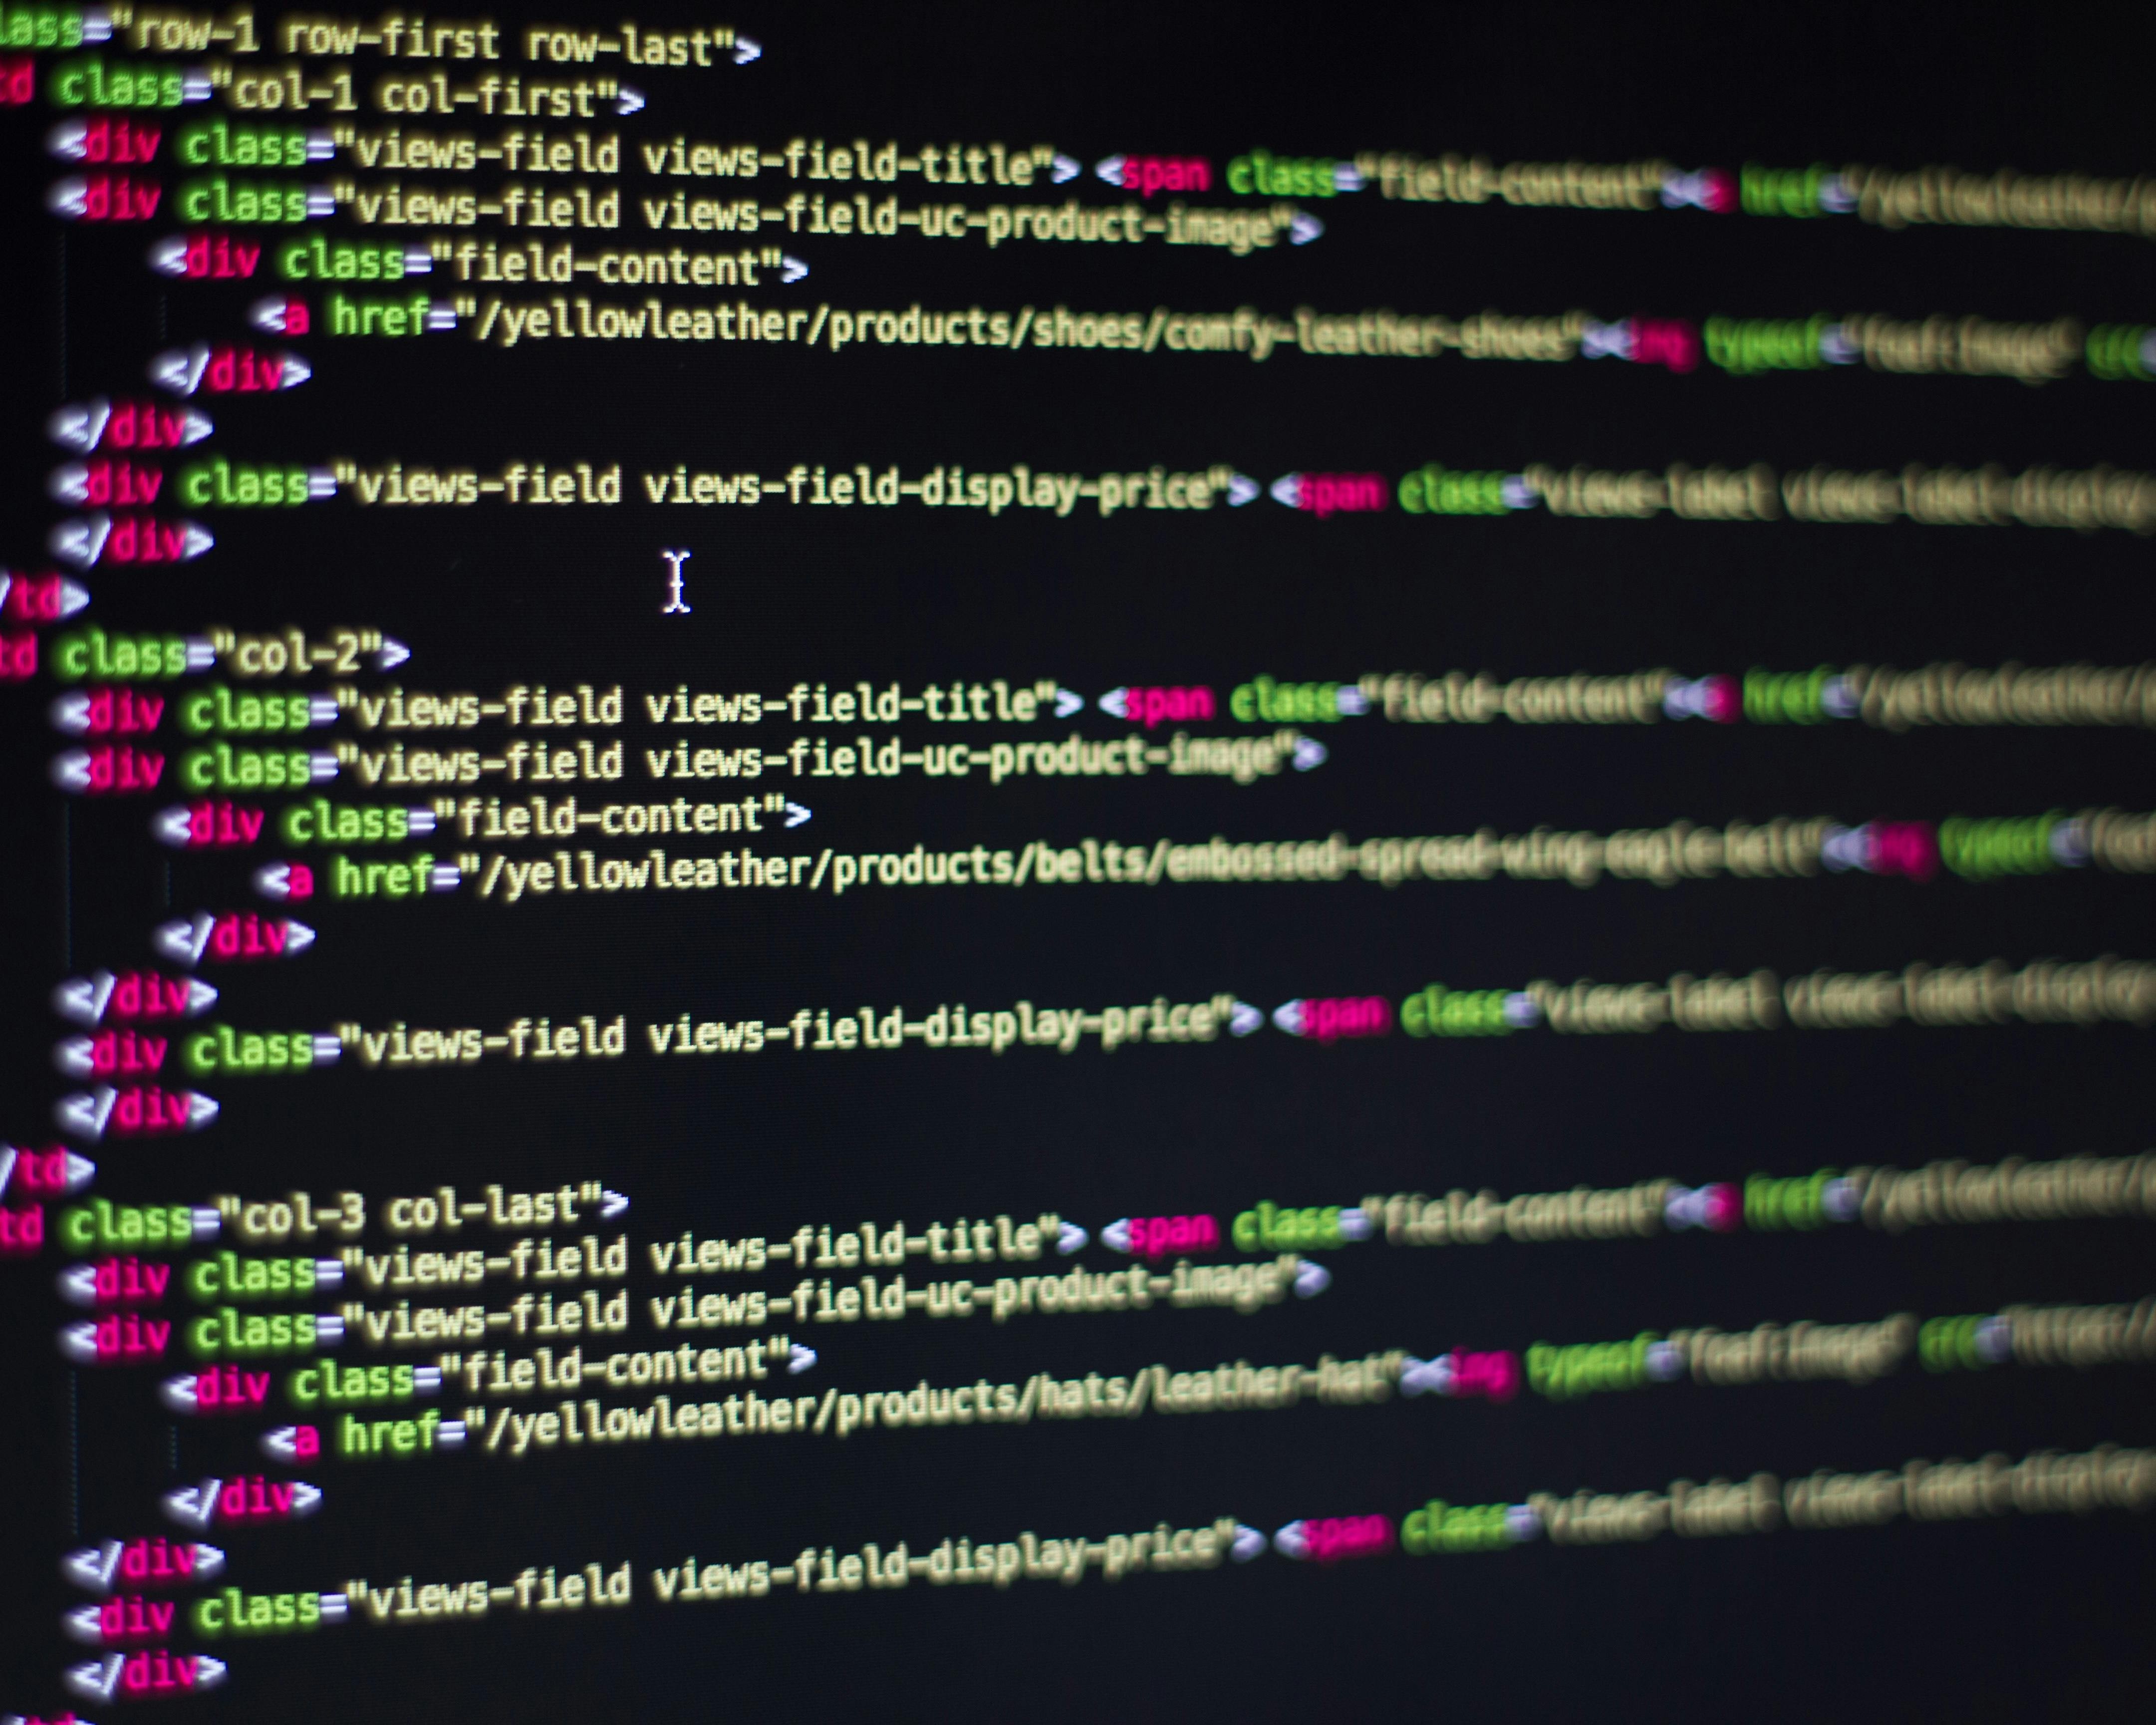 lass="row-1 row-first row-last">
td class="col-1 col-first">
<div class="views-field views-field-title"> <span class="field-content"><a href="/yellowleather/
<div class="views-field views-field-uc-product-image">
<div class="field-content">
<a href="/yellowleather/products/shoes/comfy-leather-shoes"><img typeof="foaf:Image" src=
</div>
</div>
<div class="views-field views-field-display-price"> <span class="views-label views-label-display
</div>
/td>
td class="col-2">
<div class="views-field views-field-title"> <span class="field-content"><a href="/yellowleather/
<div class="views-field views-field-uc-product-image">
<div class="field-content">
<a href="/yellowleather/products/belts/embossed-spread-wing-eagle-belt"><img typeof="foaf
</div>
</div>
<div class="views-field views-field-display-price"> <span class="views-label views-label-display
</div>
/td>
td class="col-3 col-last">
<div class="views-field views-field-title"> <span class="field-content"><a href="/yellowleather/
<div class="views-field views-field-uc-product-image">
<div class="field-content">
<a href="/yellowleather/products/hats/leather-hat"><img typeof="foaf:Image" src="https:/
</div>
</div>
<div class="views-field views-field-display-price"> <span class="views-label views-label-display
</div>